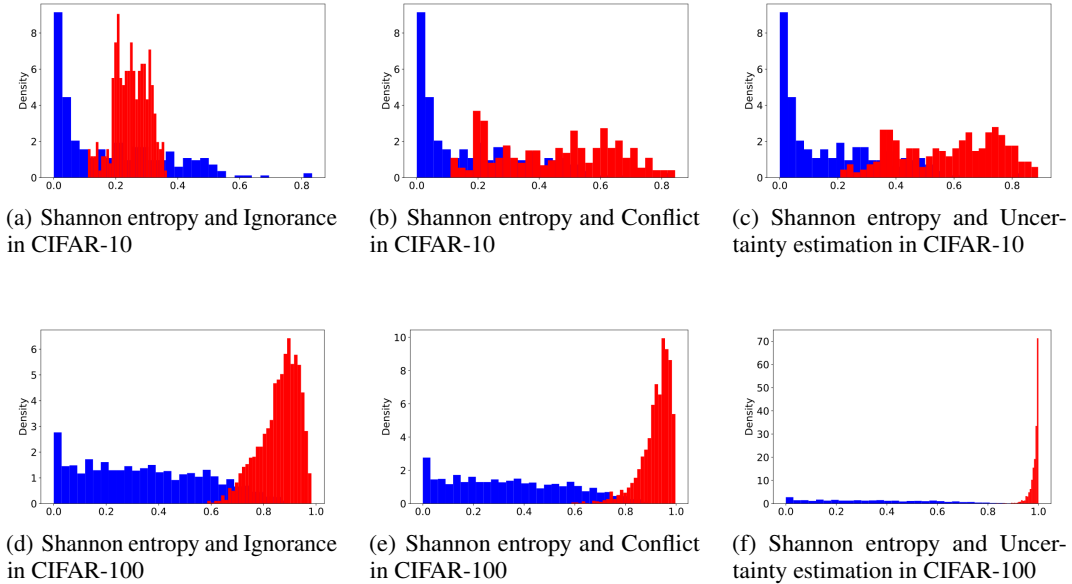 8
6
4
2
0
Density
0.0 0.2 0.4 0.6 0.8
(a) Shannon entropy and Ignorance
in CIFAR-10
8
6
4
2
0
Density
0.0 0.2 0.4 0.6 0.8
(b) Shannon entropy and Conflict
in CIFAR-10
8
6
4
2
0
Density
0.0 0.2 0.4 0.6 0.8
(c) Shannon entropy and Uncer-
tainty estimation in CIFAR-10
6
5
4
3
2
1
0
Density
0.0 0.2 0.4 0.6 0.8 1.0
(d) Shannon entropy and Ignorance
in CIFAR-100
10
8
6
4
2
0
Density
0.0 0.2 0.4 0.6 0.8 1.0
(e) Shannon entropy and Conflict
in CIFAR-100
70
60
50
40
30
20
10
0
Density
0.0 0.2 0.4 0.6 0.8 1.0
(f) Shannon entropy and Uncer-
tainty estimation in CIFAR-100